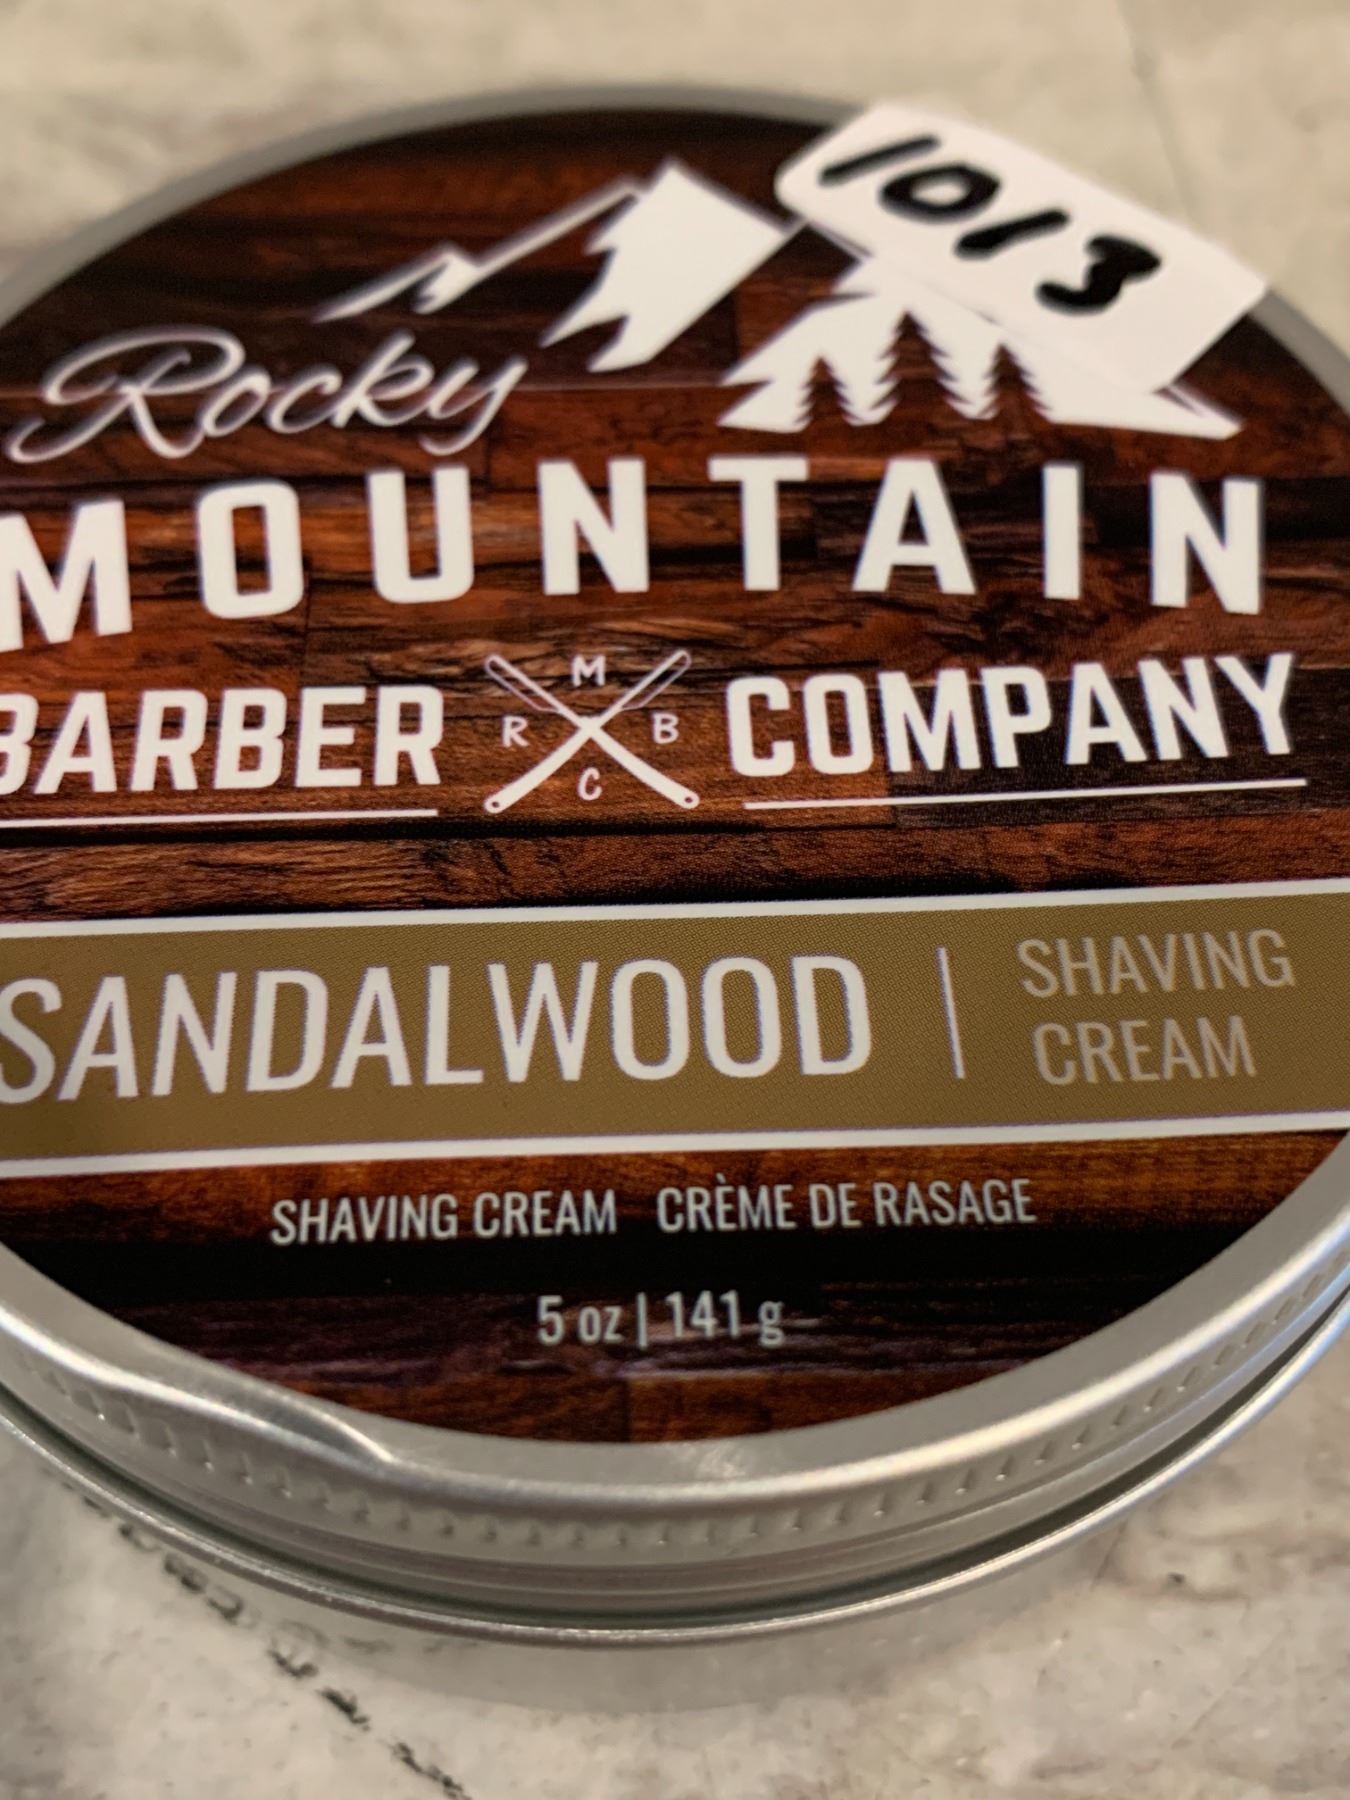 1013
Rocky
MOUNTAIN
BARBER M R B C COMPANY
SANDALWOOD | SHAVING CREAM
SHAVING CREAM CRÈME DE RASAGE
5 oz | 141 g